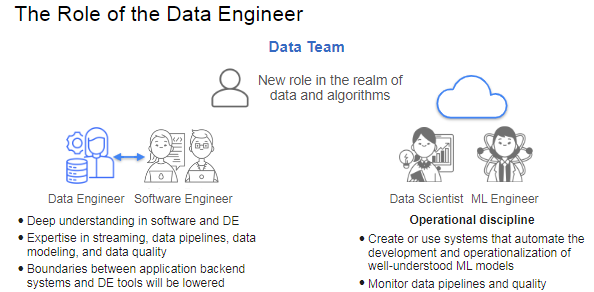 The Role of the Data Engineer
Data Team
New role in the realm of
data and algorithms
Data Engineer
Software Engineer
Data Scientist
ML Engineer
• Deep understanding in software and DE
• Expertise in streaming, data pipelines, data
modeling, and data quality
• Boundaries between application backend
systems and DE tools will be lowered
Operational discipline
• Create or use systems that automate the
development and operationalization of
well-understood ML models
• Monitor data pipelines and quality